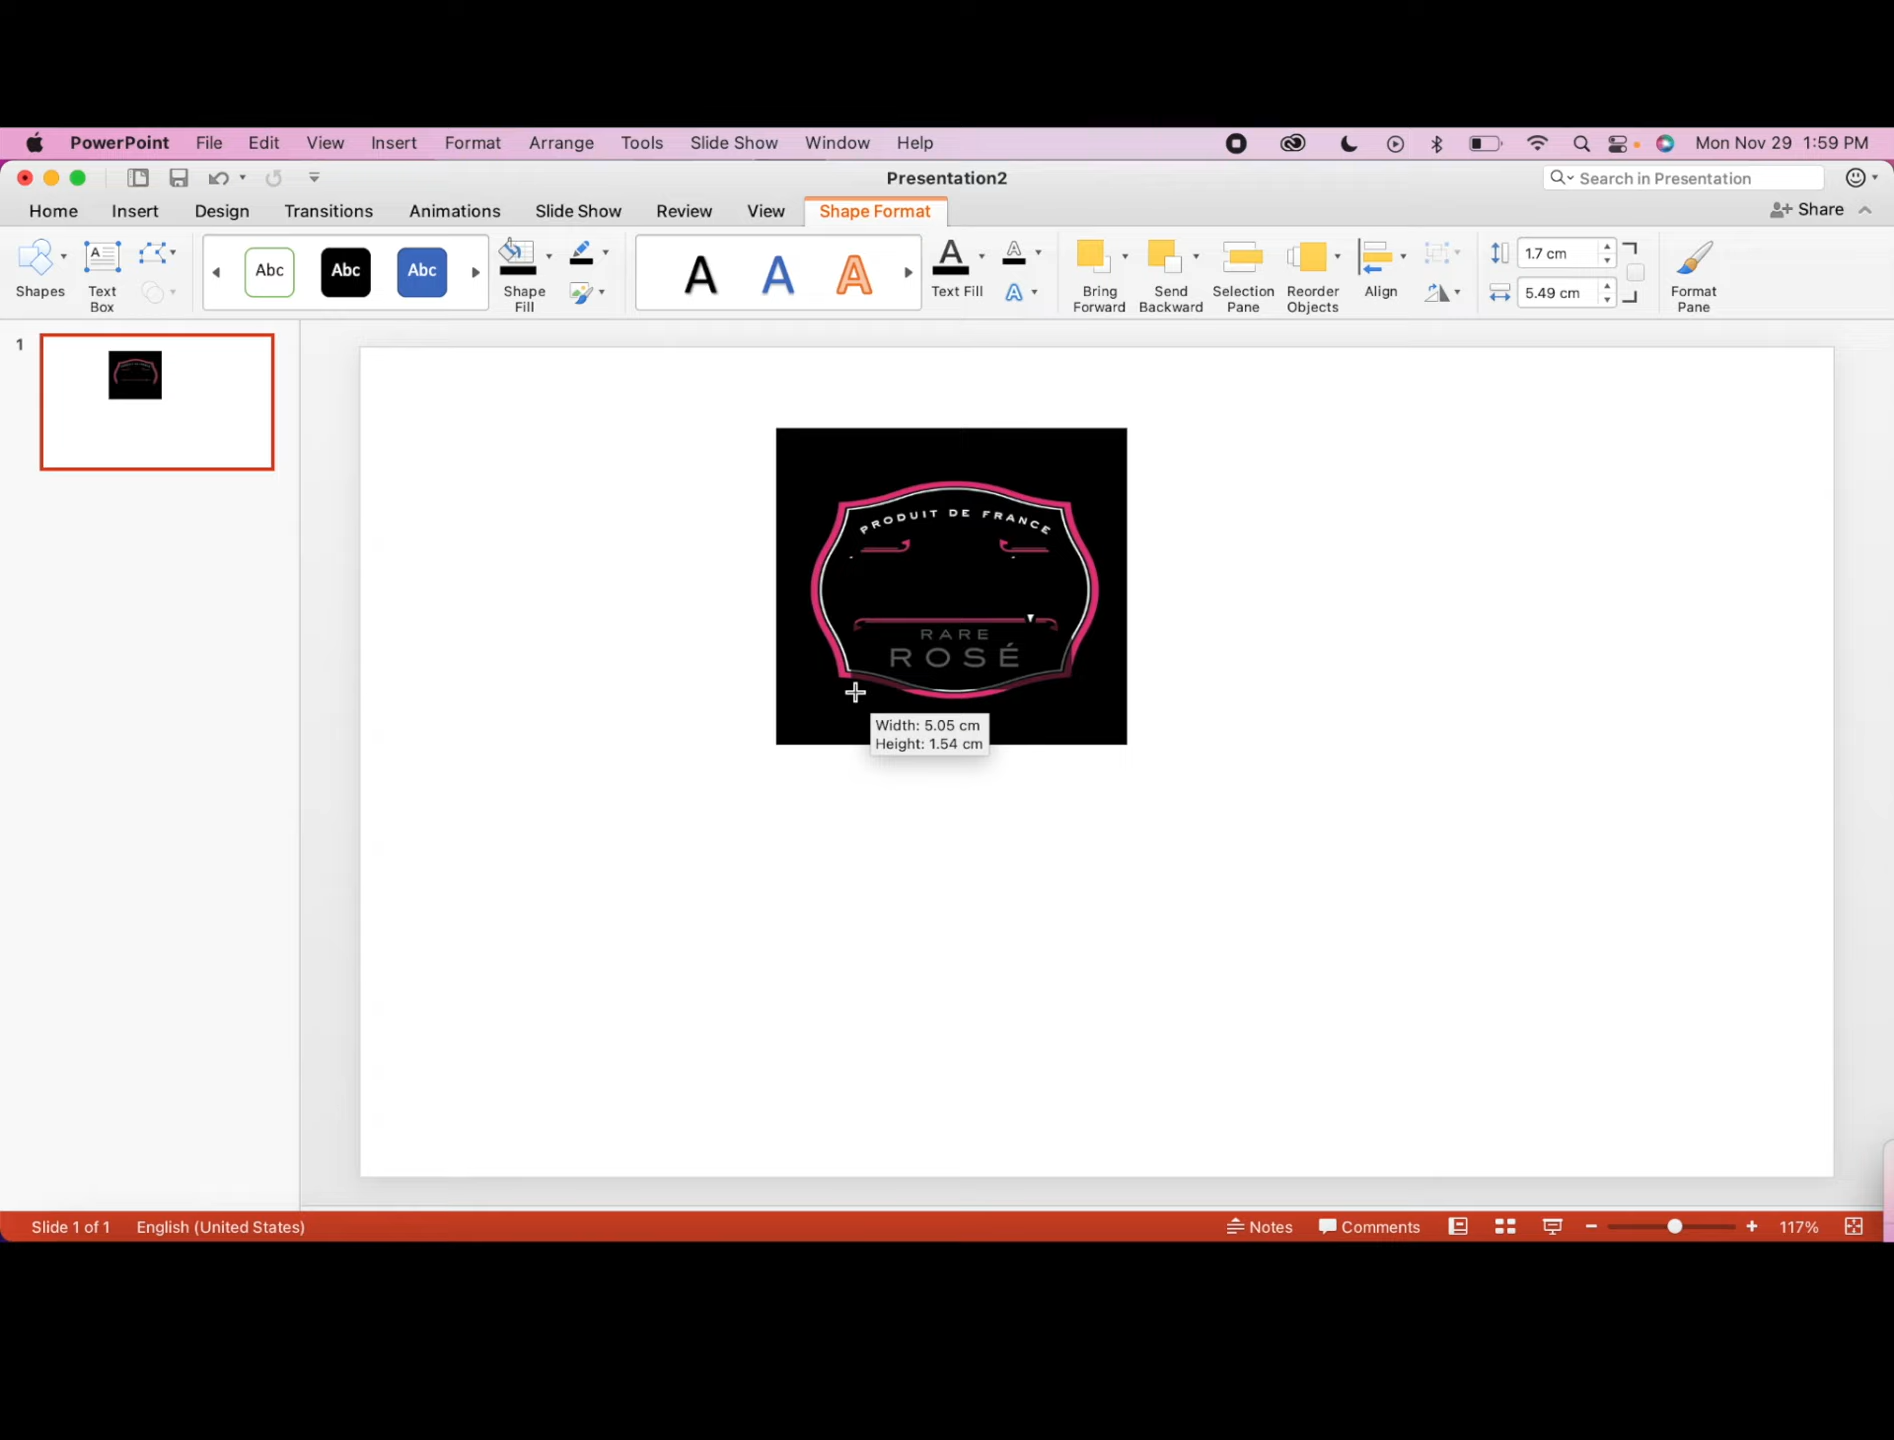 PowerPoint File Edit View Insert Format Arrange Tools Slide Show Window Help Mon Nov 29 1:59 PM
Presentation2
Search in Presentation
Home Insert Design Transitions Animations Slide Show Review View Shape Format Share
Shapes
Text
Box
Abc Abc Abc
Shape
Fill
A A A
Text Fill
Bring
Forward
Send
Backward
Selection
Pane
Reorder
Objects
Align
1.7 cm
5.49 cm
Format
Pane
1
PRODUIT DE FRANCE
RARE
ROSÉ
Width: 5.05 cm
Height: 1.54 cm
Slide 1 of 1 English (United States) Notes Comments 117%